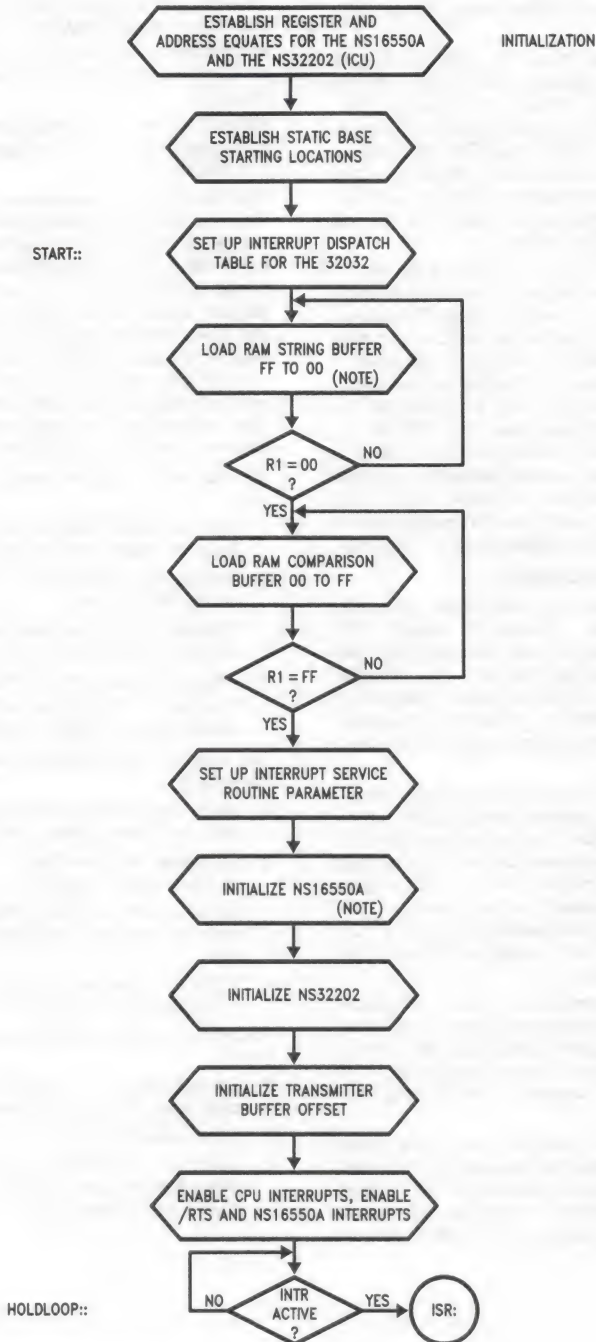 ESTABLISH REGISTER AND
ADDRESS EQUATES FOR THE NS16550A
AND THE NS32202 (ICU)
INITIALIZATION
ESTABLISH STATIC BASE
STARTING LOCATIONS
START::
SET UP INTERRUPT DISPATCH
TABLE FOR THE 32032
LOAD RAM STRING BUFFER
FF TO 00
(NOTE)
R1 = 00
?
NO
YES
LOAD RAM COMPARISON
BUFFER 00 TO FF
R1 = FF
?
NO
YES
SET UP INTERRUPT SERVICE
ROUTINE PARAMETER
INITIALIZE NS16550A
(NOTE)
INITIALIZE NS32202
INITIALIZE TRANSMITTER
BUFFER OFFSET
ENABLE CPU INTERRUPTS, ENABLE
/RTS AND NS16550A INTERRUPTS
HOLDLOOP::
NO
INTR
ACTIVE
?
YES
ISR: